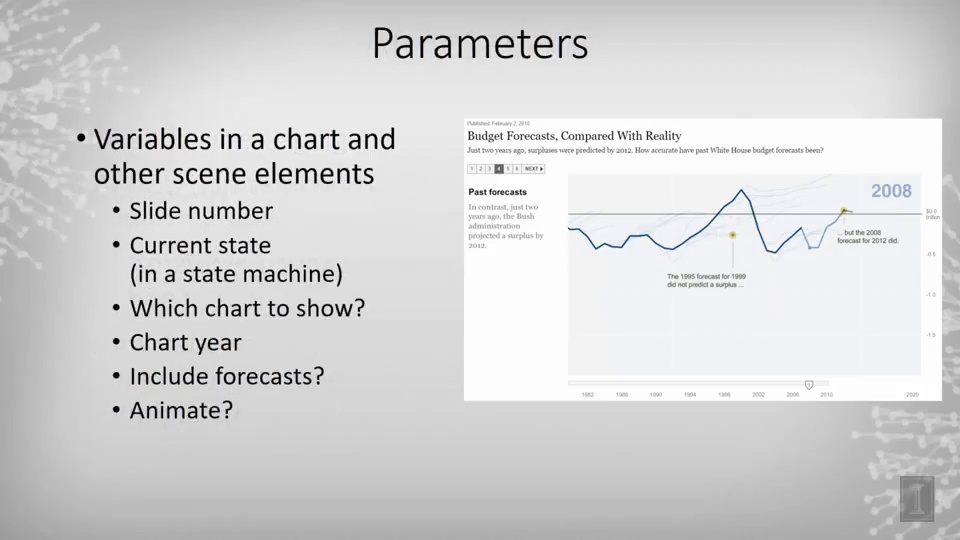 Parameters
• Variables in a chart and
other scene elements
• Slide number
• Current state
(in a state machine)
• Which chart to show?
• Chart year
• Include forecasts?
• Animate?
Published: February 2, 2010
Budget Forecasts, Compared With Reality
Just two years ago, surpluses were predicted by 2012. How accurate have past White House budget forecasts been?
1 2 3 4 5 6 NEXT
Past forecasts
In contrast, just two
years ago, the Bush
administration
projected a surplus by
2012.
2008
$0.0
trillion
-0.5
-1.0
-1.5
... but the 2008
forecast for 2012 did.
The 1995 forecast for 1999
did not predict a surplus ...
1982 1986 1990 1994 1998 2002 2006 2010 2020
I